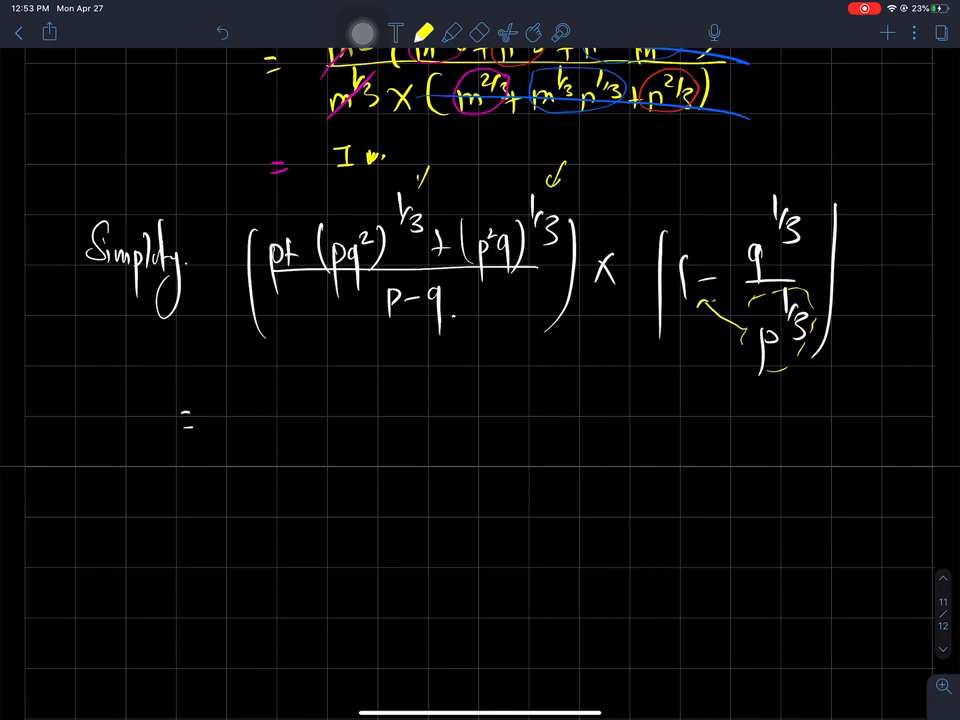 12:53 PM Mon Apr 27
23%
T
=
m^1/3 × (m^2/3 + m^1/3 n^1/3 + n^2/3)
= I
Simplify. ((p + (pq²)^1/3 + (p²q)^1/3) / (p − q.)) × (1 − q^1/3 / p^1/3)
=
11
/
12